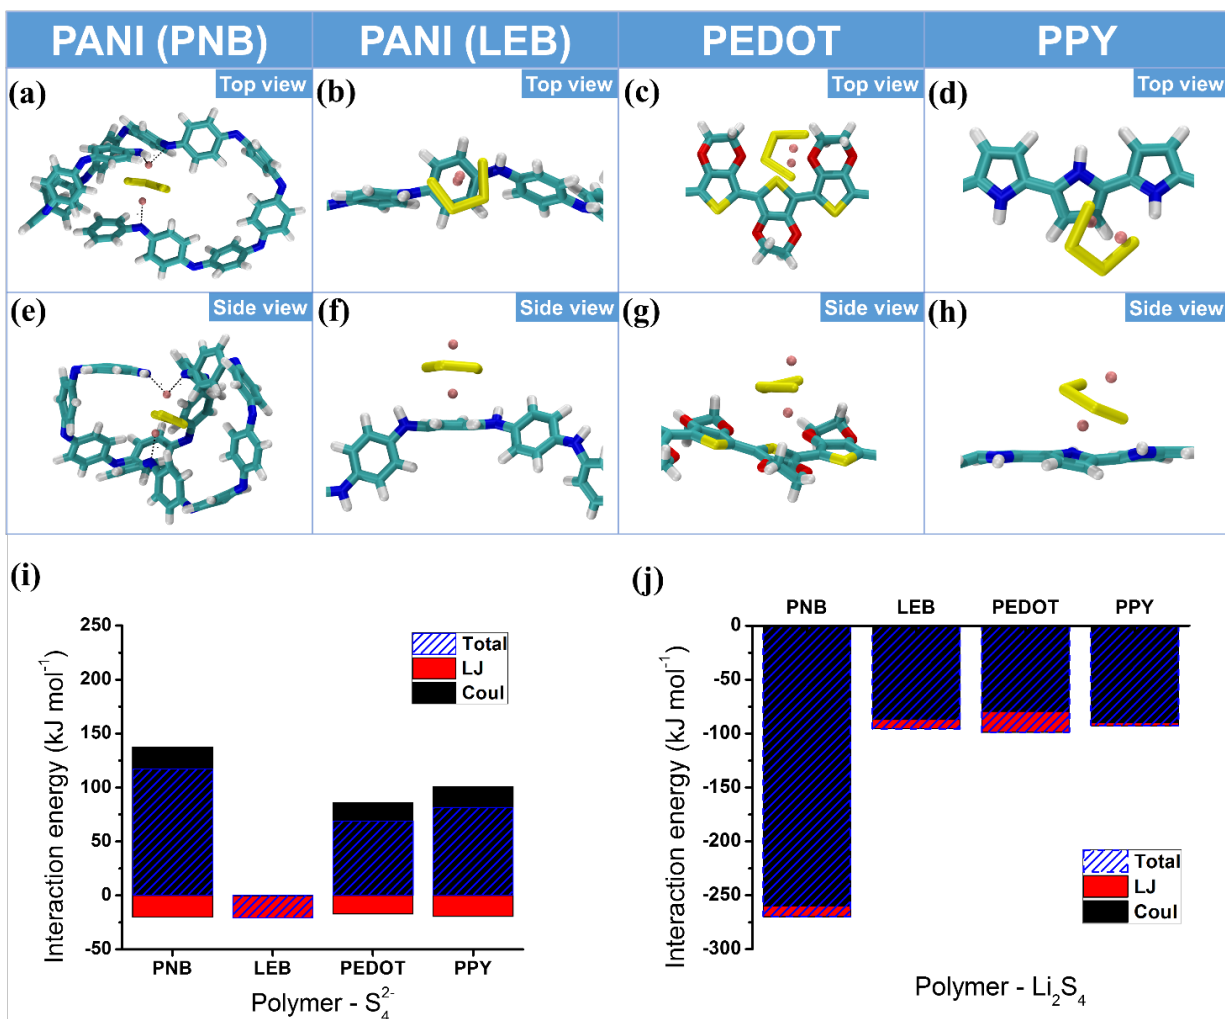 PANI (PNB) PANI (LEB) PEDOT PPY
(a) Top view (b) Top view (c) Top view (d) Top view
(e) Side view (f) Side view (g) Side view (h) Side view
(i)
Interaction energy (kJ mol⁻¹)
250
200
150
100
50
0
-50
Total
LJ
Coul
PNB LEB PEDOT PPY
Polymer - S₄²⁻
(j)
PNB LEB PEDOT PPY
Interaction energy (kJ mol⁻¹)
0
-50
-100
-150
-200
-250
-300
Total
LJ
Coul
Polymer - Li₂S₄